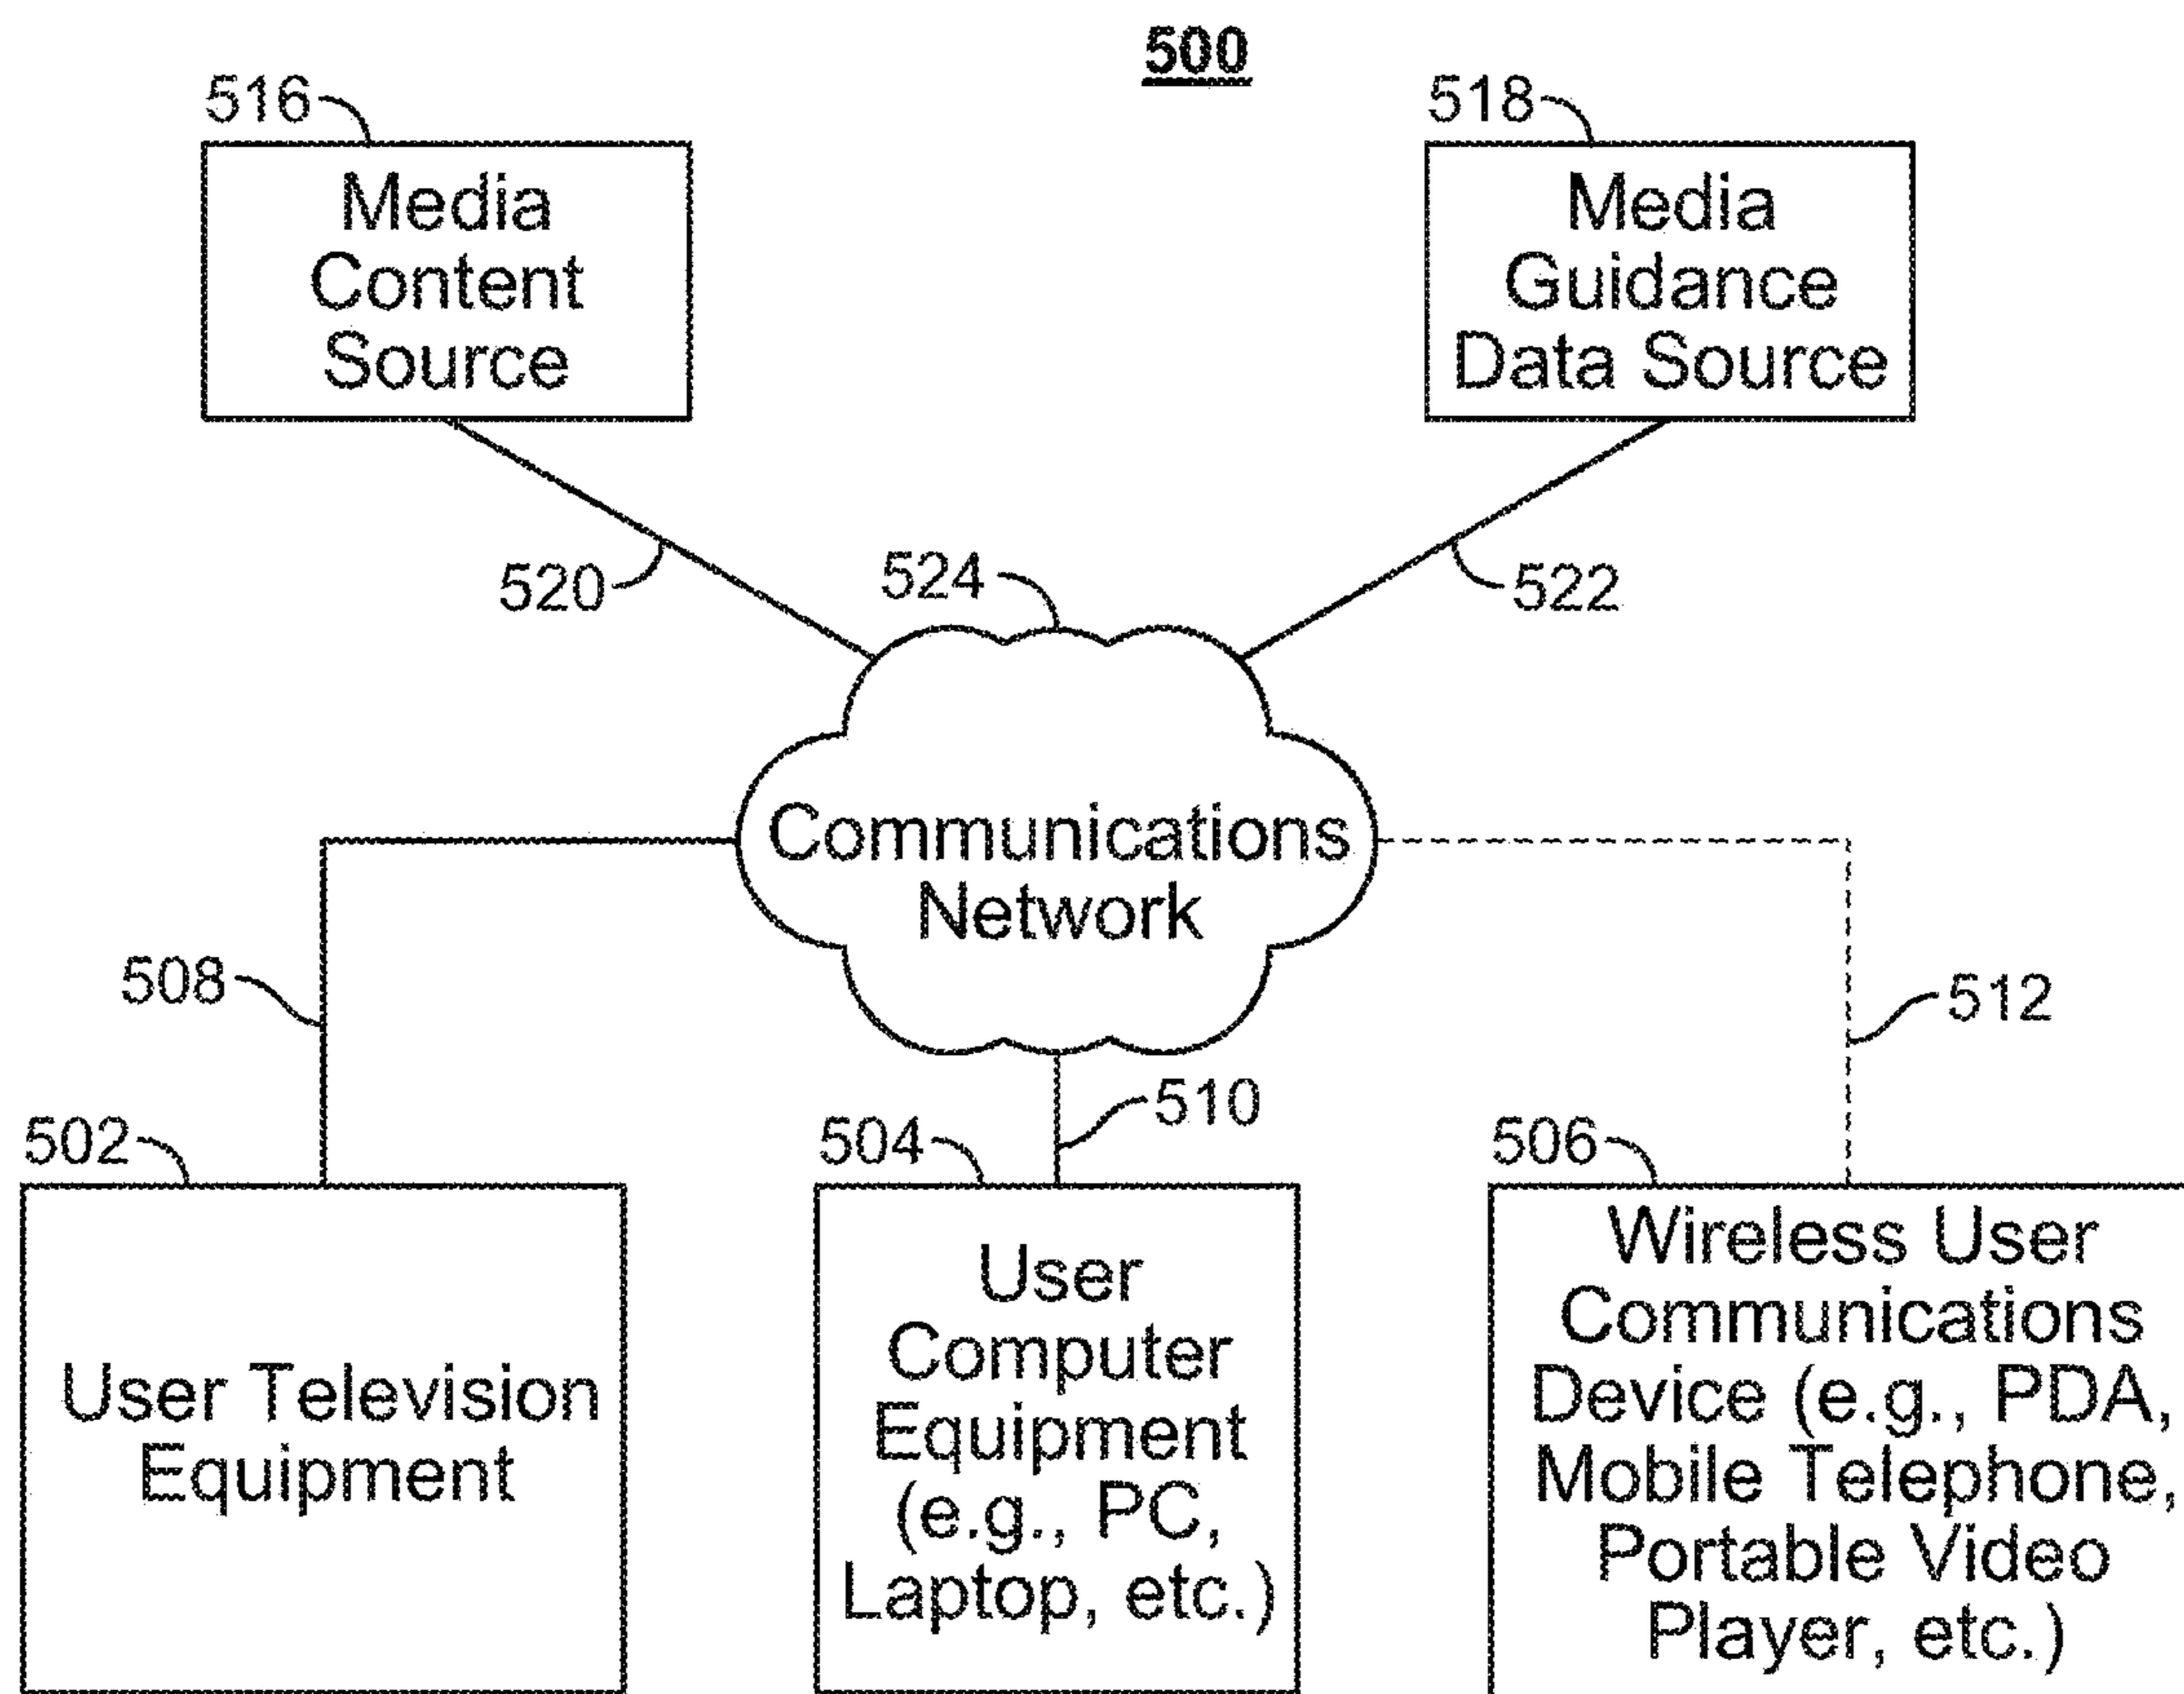 500
516
518
Media
Content
Source
Media
Guidance
Data Source
520
524
522
Communications
Network
508
512
510
502
504
506
User Television
Equipment
User
Computer
Equipment
(e.g., PC,
Laptop, etc.)
Wireless User
Communications
Device (e.g., PDA,
Mobile Telephone,
Portable Video
Player, etc.)